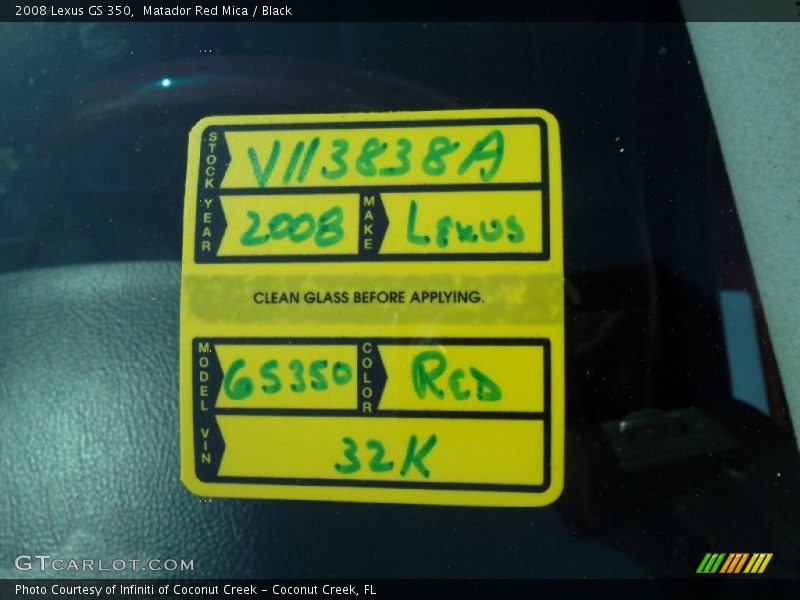 2008 Lexus GS 350,  Matador Red Mica / Black
STOCK V113838A
YEAR 2008 MAKE Lexus
CLEAN GLASS BEFORE APPLYING.
MODEL GS350 COLOR RED
VIN 32K
GTCARLOT.COM
Photo Courtesy of Infiniti of Coconut Creek - Coconut Creek, FL